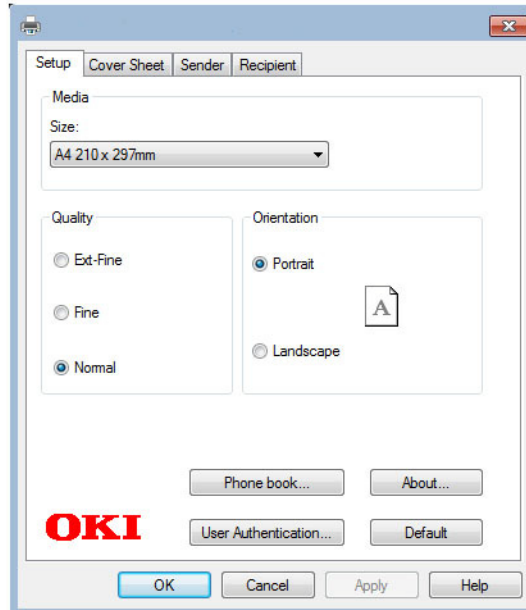 Setup Cover Sheet Sender Recipient
Media
Size:
A4 210 x 297mm
Quality
Ext-Fine
Fine
Normal
Orientation
Portrait
A
Landscape
Phone book... About...
OKI User Authentication... Default
OK Cancel Apply Help